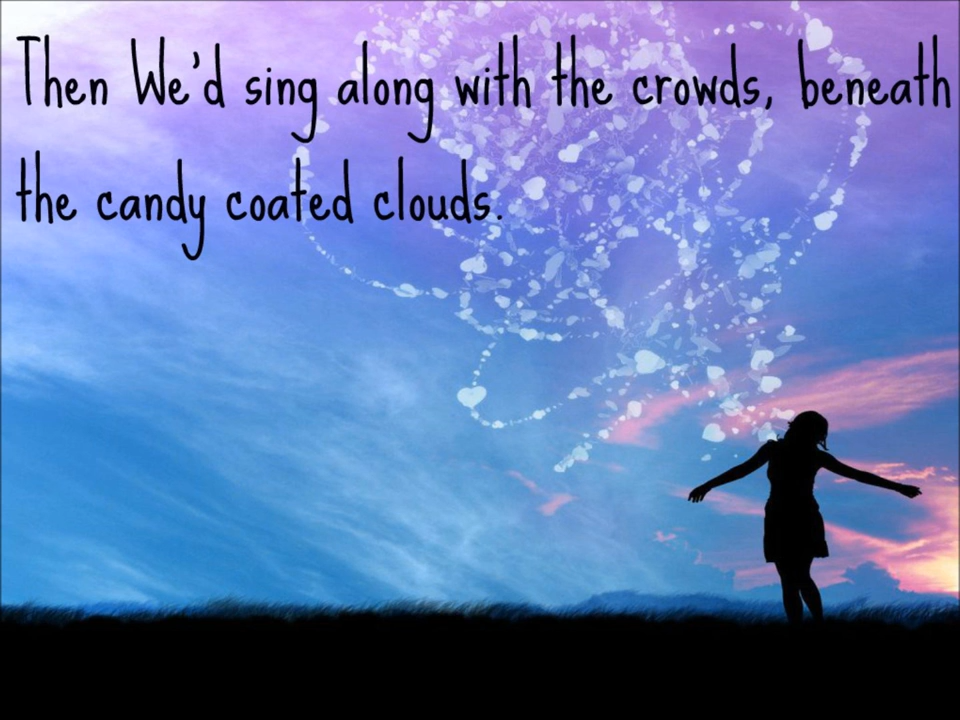 Then We'd sing along with the crowds, beneath
the candy coated clouds.